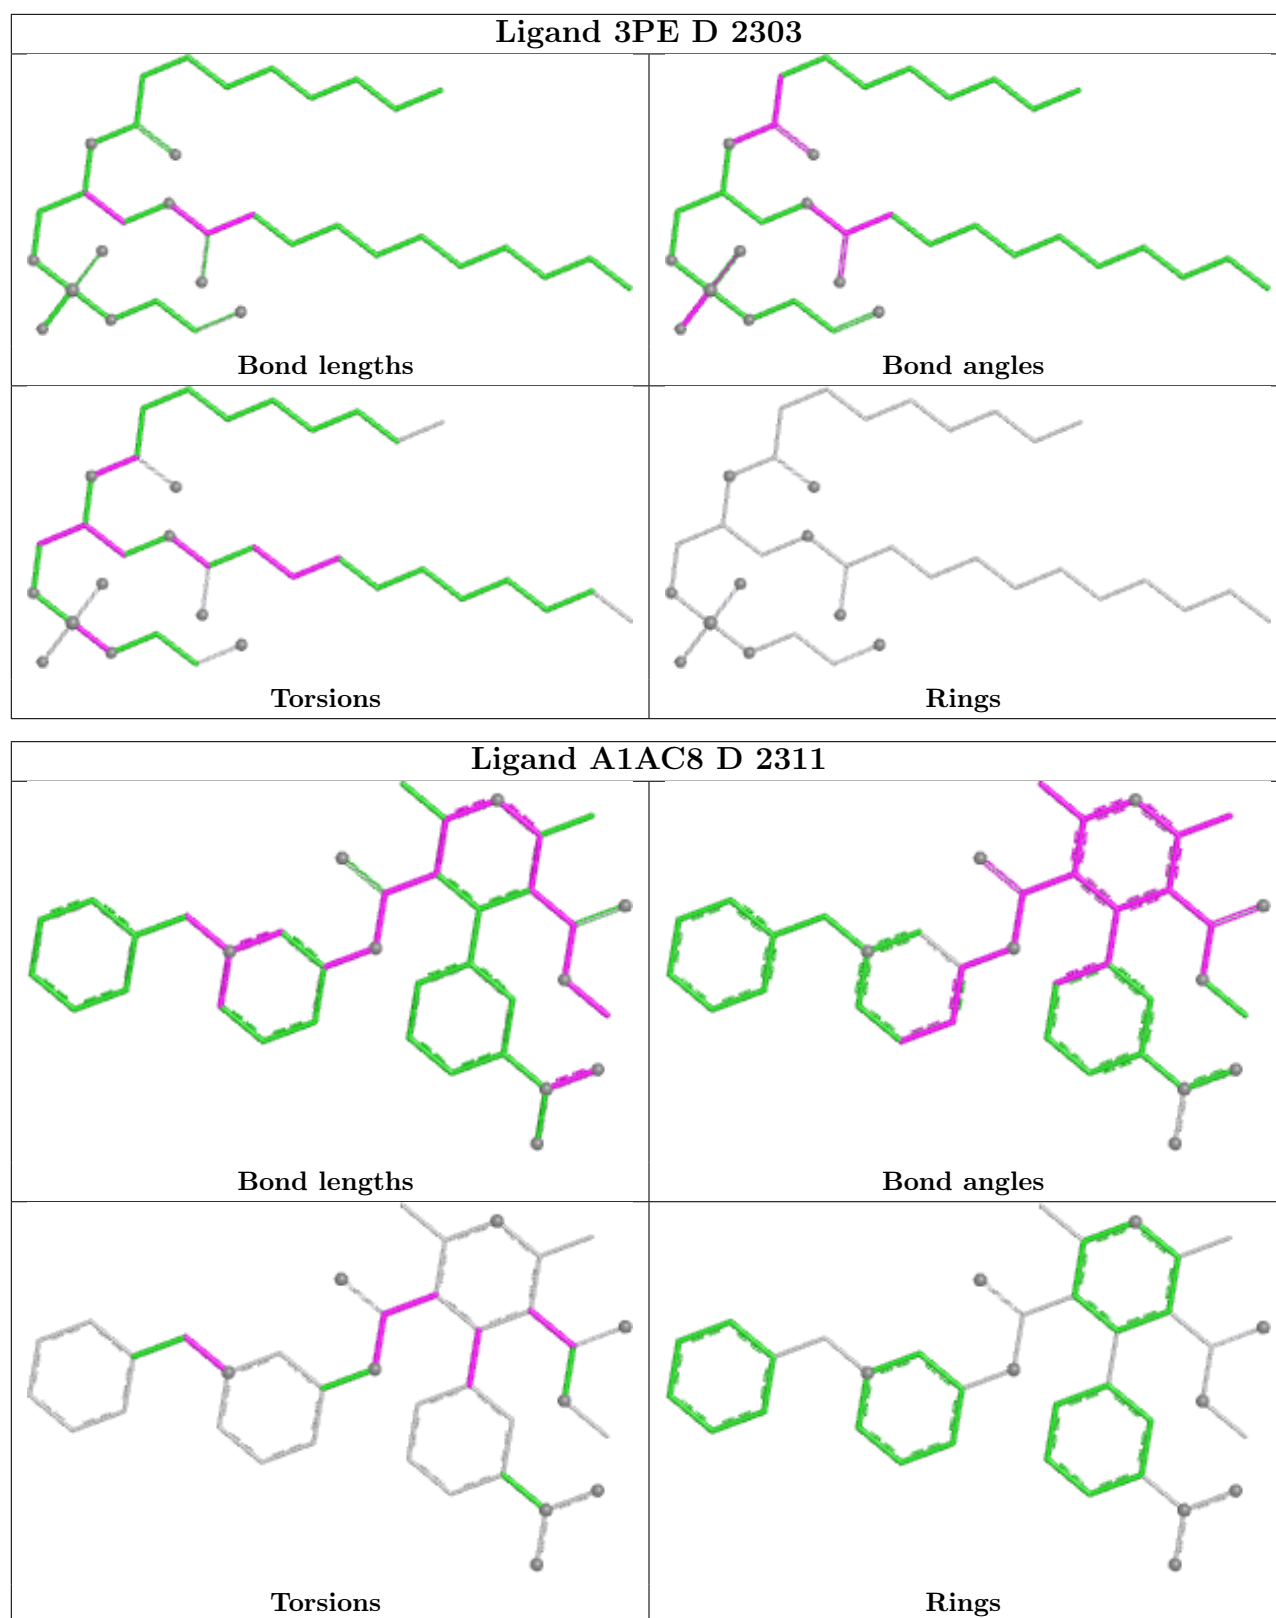 Ligand 3PE D 2303
Bond lengths
Bond angles
Torsions
Rings
Ligand A1AC8 D 2311
Bond lengths
Bond angles
Torsions
Rings